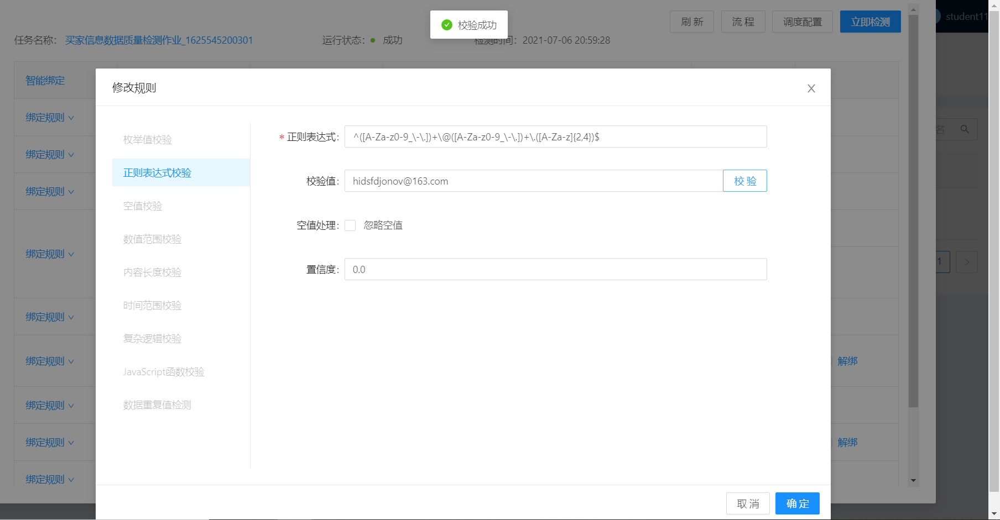 校验成功
刷 新
流 程
调度配置
立即检测
student11
任务名称： 买家信息数据质量检测作业_1625545200301
运行状态： 成功
检测时间： 2021-07-06 20:59:28
智能绑定
绑定规则
绑定规则
绑定规则
绑定规则
绑定规则
绑定规则
绑定规则
绑定规则
绑定规则
修改规则
枚举值校验
正则表达式校验
空值校验
数值范围校验
内容长度校验
时间范围校验
复杂逻辑校验
JavaScript函数校验
数据重复值检测
* 正则表达式: ^([A-Za-z0-9_\-\.])+\@([A-Za-z0-9_\-\.])+\.([A-Za-z]{2,4})$
校验值: hidsfdjonov@163.com
校 验
空值处理: 忽略空值
置信度: 0.0
取 消
确 定
名
1
解绑
解绑